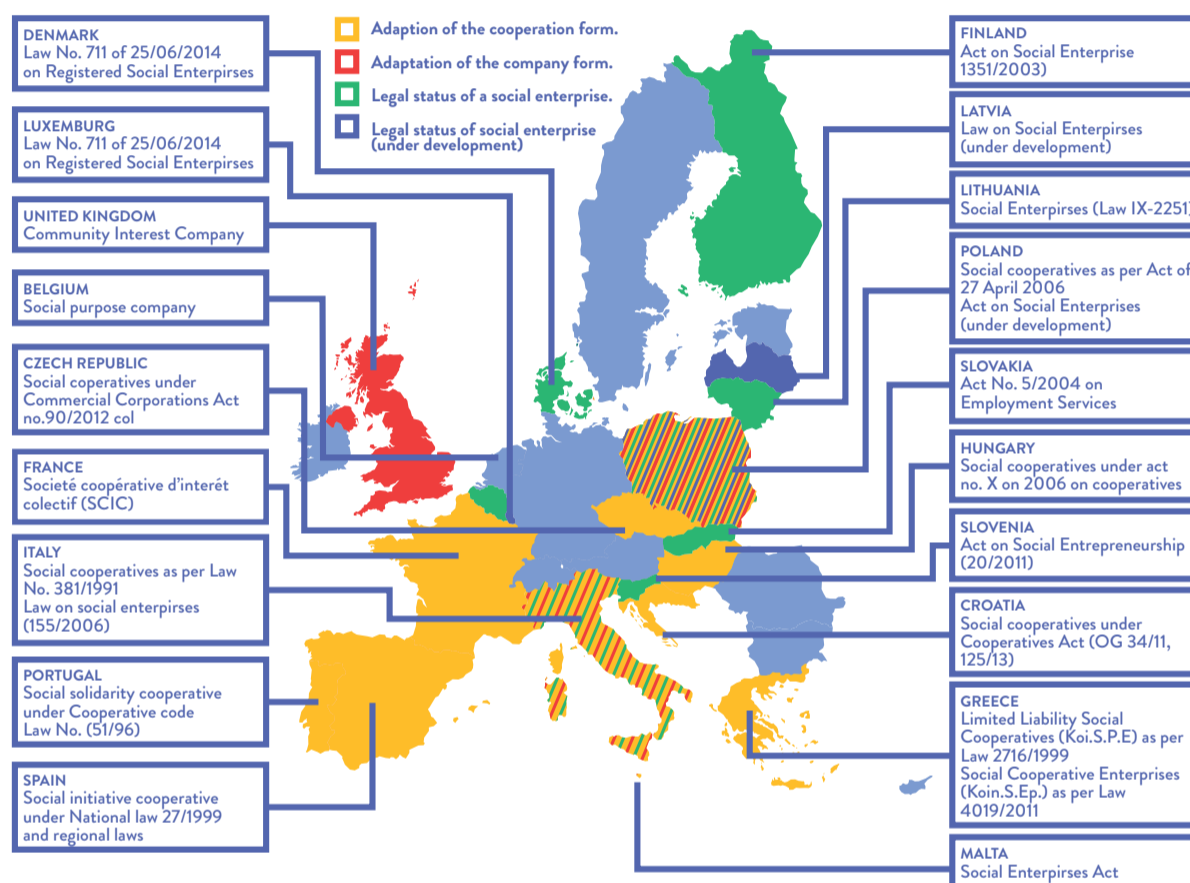 DENMARK
Law No. 711 of 25/06/2014
on Registered Social Enterpirses
LUXEMBURG
Law No. 711 of 25/06/2014
on Registered Social Enterpirses
UNITED KINGDOM
Community Interest Company
BELGIUM
Social purpose company
CZECH REPUBLIC
Social coperatives under
Commercial Corporations Act
no.90/2012 col
FRANCE
Societé coopérative d'interét
colectif (SCIC)
ITALY
Social cooperatives as per Law
No. 381/1991
Law on social enterpirses
(155/2006)
PORTUGAL
Social solidarity cooperative
under Cooperative code
Law No. (51/96)
SPAIN
Social initiative cooperative
under National law 27/1999
and regional laws
Adaption of the cooperation form.
Adaptation of the company form.
Legal status of a social enterprise.
Legal status of social enterprise
(under development)
FINLAND
Act on Social Enterprise
1351/2003)
LATVIA
Law on Social Enterpirses
(under development)
LITHUANIA
Social Enterpirses (Law IX-2251)
POLAND
Social cooperatives as per Act of
27 April 2006
Act on Social Enterprises
(under development)
SLOVAKIA
Act No. 5/2004 on
Employment Services
HUNGARY
Social cooperatives under act
no. X on 2006 on cooperatives
SLOVENIA
Act on Social Entrepreneurship
(20/2011)
CROATIA
Social cooperatives under
Cooperatives Act (OG 34/11,
125/13)
GREECE
Limited Liability Social
Cooperatives (Koi.S.P.E) as per
Law 2716/1999
Social Cooperative Enterprises
(Koin.S.Ep.) as per Law
4019/2011
MALTA
Social Enterpirses Act